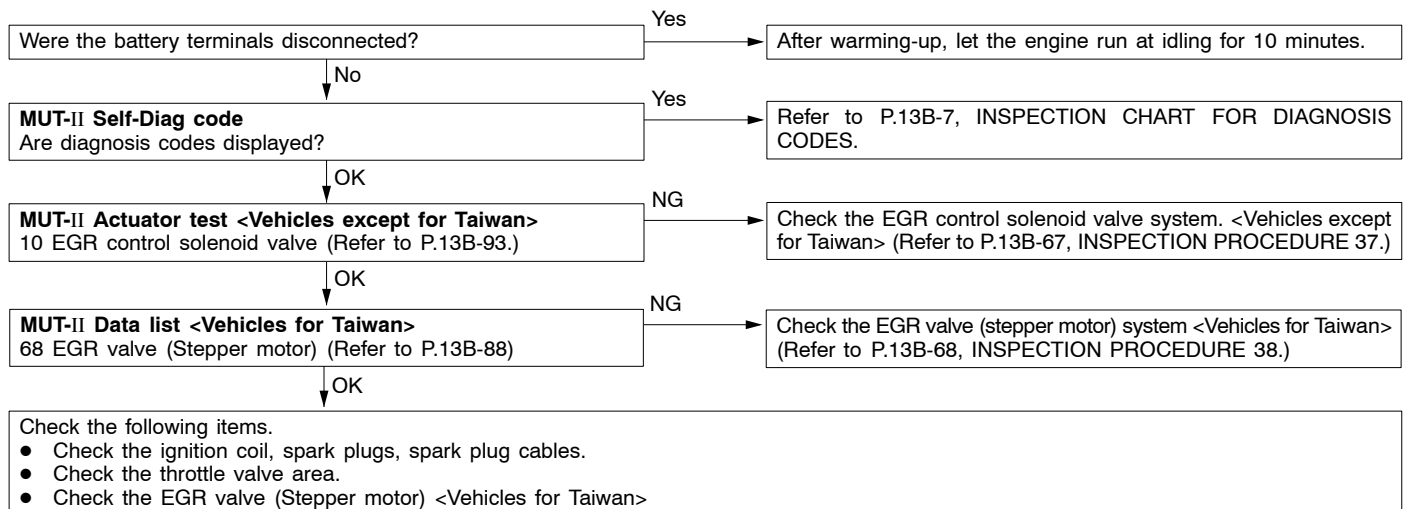 Were the battery terminals disconnected?
Yes
After warming-up, let the engine run at idling for 10 minutes.
No
MUT-II Self-Diag code
Are diagnosis codes displayed?
Yes
Refer to P.13B-7, INSPECTION CHART FOR DIAGNOSIS
CODES.
OK
MUT-II Actuator test <Vehicles except for Taiwan>
10 EGR control solenoid valve (Refer to P.13B-93.)
NG
Check the EGR control solenoid valve system. <Vehicles except
for Taiwan> (Refer to P.13B-67, INSPECTION PROCEDURE 37.)
OK
MUT-II Data list <Vehicles for Taiwan>
68 EGR valve (Stepper motor) (Refer to P.13B-88)
NG
Check the EGR valve (stepper motor) system <Vehicles for Taiwan>
(Refer to P.13B-68, INSPECTION PROCEDURE 38.)
OK
Check the following items.
● Check the ignition coil, spark plugs, spark plug cables.
● Check the throttle valve area.
● Check the EGR valve (Stepper motor) <Vehicles for Taiwan>